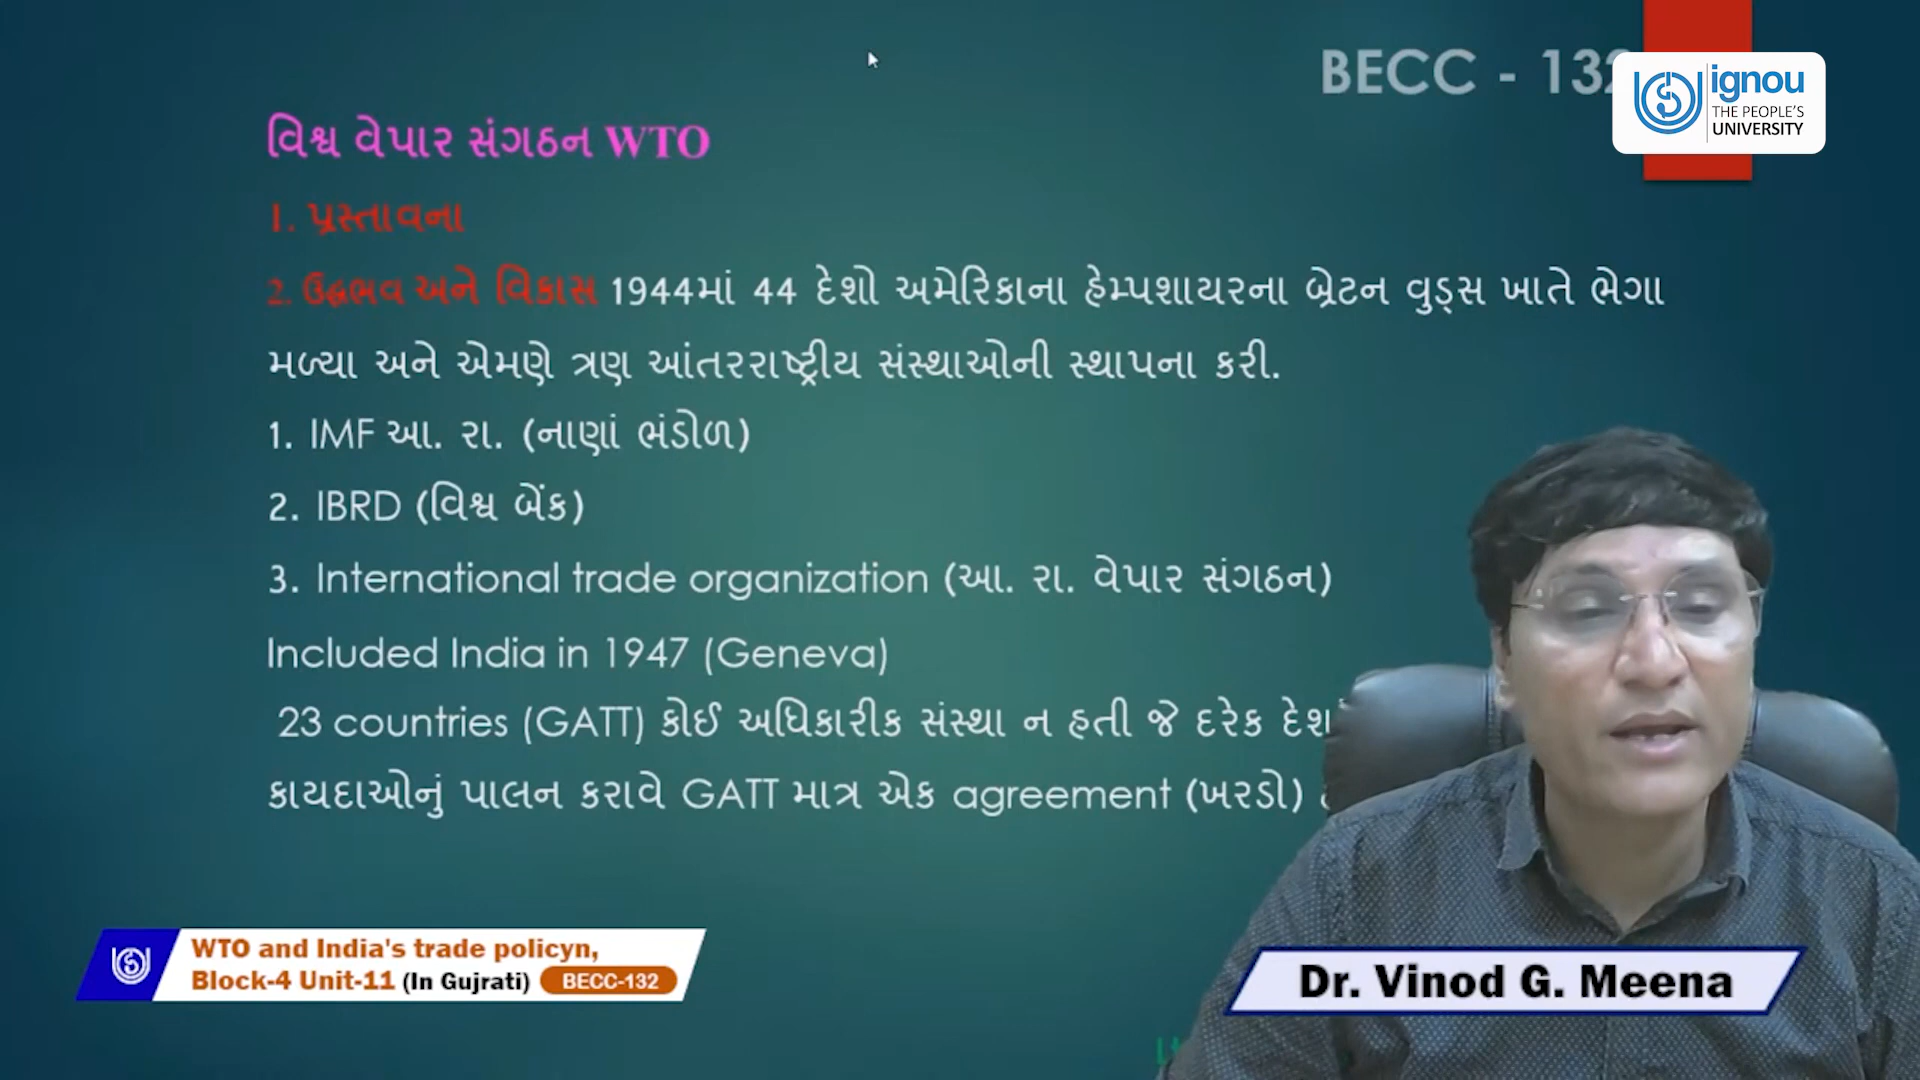 BECC - 132
ignou
THE PEOPLE'S
UNIVERSITY
વિશ્વ વેપાર સંગઠન WTO
1. પ્રસ્તાવના
2. ઉદ્ભભવ અને વિકાસ 1944માં 44 દેશો અમેરિકાના હેમ્પશાયરના બ્રેટન વુડ્સ ખાતે ભેગા
મળ્યા અને એમણે ત્રણ આંતરરાષ્ટ્રીય સંસ્થાઓની સ્થાપના કરી.
1. IMF આ. રા. (નાણાં ભંડોળ)
2. IBRD (વિશ્વ બેંક)
3. International trade organization (આ. રા. વેપાર સંગઠન)
Included India in 1947 (Geneva)
23 countries (GATT) કોઈ અધિકારીક સંસ્થા ન હતી જે દરેક
કાયદાઓનું પાલન કરાવે GATT માત્ર એક agreement (ખરડો)
WTO and India's trade policyn,
Block-4 Unit-11 (In Gujrati) BECC-132
Dr. Vinod G. Meena